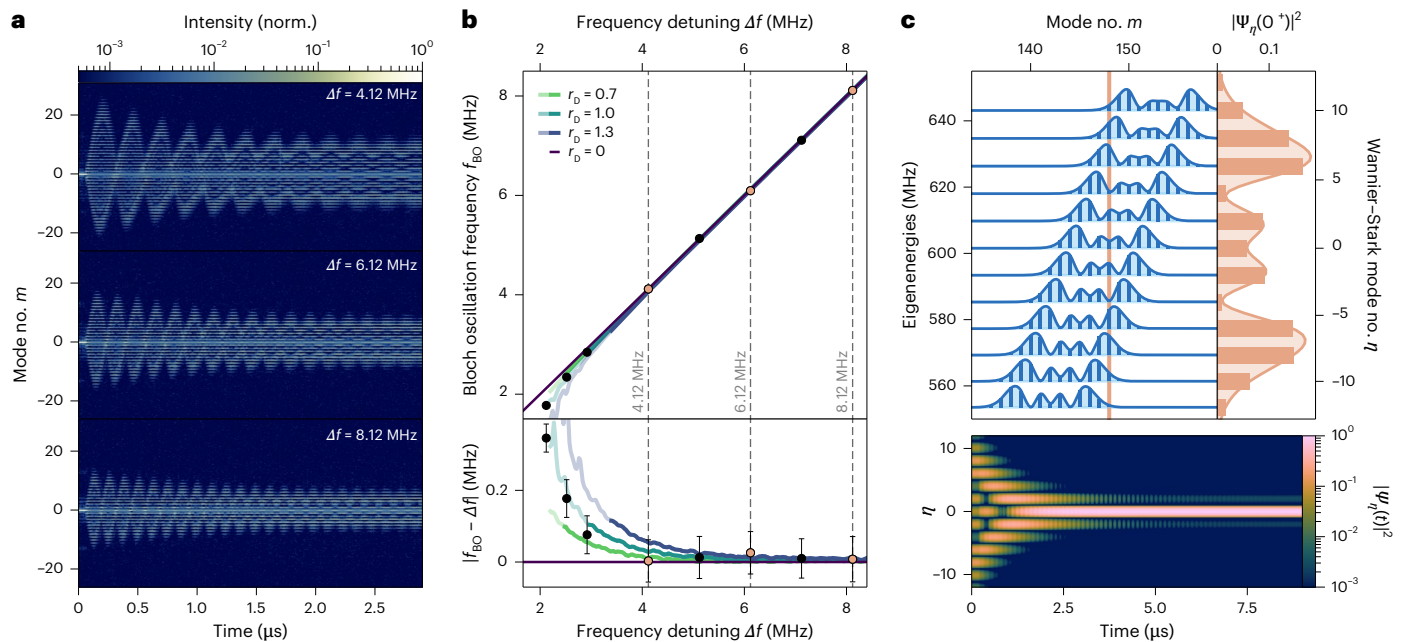 a
Intensity (norm.)
10⁻³ 10⁻² 10⁻¹ 10⁰
Δf = 4.12 MHz
20
0
−20
Δf = 6.12 MHz
20
0
−20
Δf = 8.12 MHz
20
0
−20
Mode no. m
0 0.5 1.0 1.5 2.0 2.5
Time (μs)
b
Frequency detuning Δf (MHz)
2 4 6 8
r_D = 0.7
r_D = 1.0
r_D = 1.3
r_D = 0
8
6
4
2
Bloch oscillation frequency f_BO (MHz)
4.12 MHz
6.12 MHz
8.12 MHz
0.2
0
|f_BO − Δf| (MHz)
2 4 6 8
Frequency detuning Δf (MHz)
c
Mode no. m
140 150
|Ψ_η(0⁺)|²
0 0.1
640
620
600
580
560
Eigenenergies (MHz)
10
5
0
−5
−10
Wannier–Stark mode no. η
10
0
−10
η
10⁰
10⁻¹
10⁻²
10⁻³
|Ψ_η(t)|²
0 2.5 5.0 7.5
Time (μs)